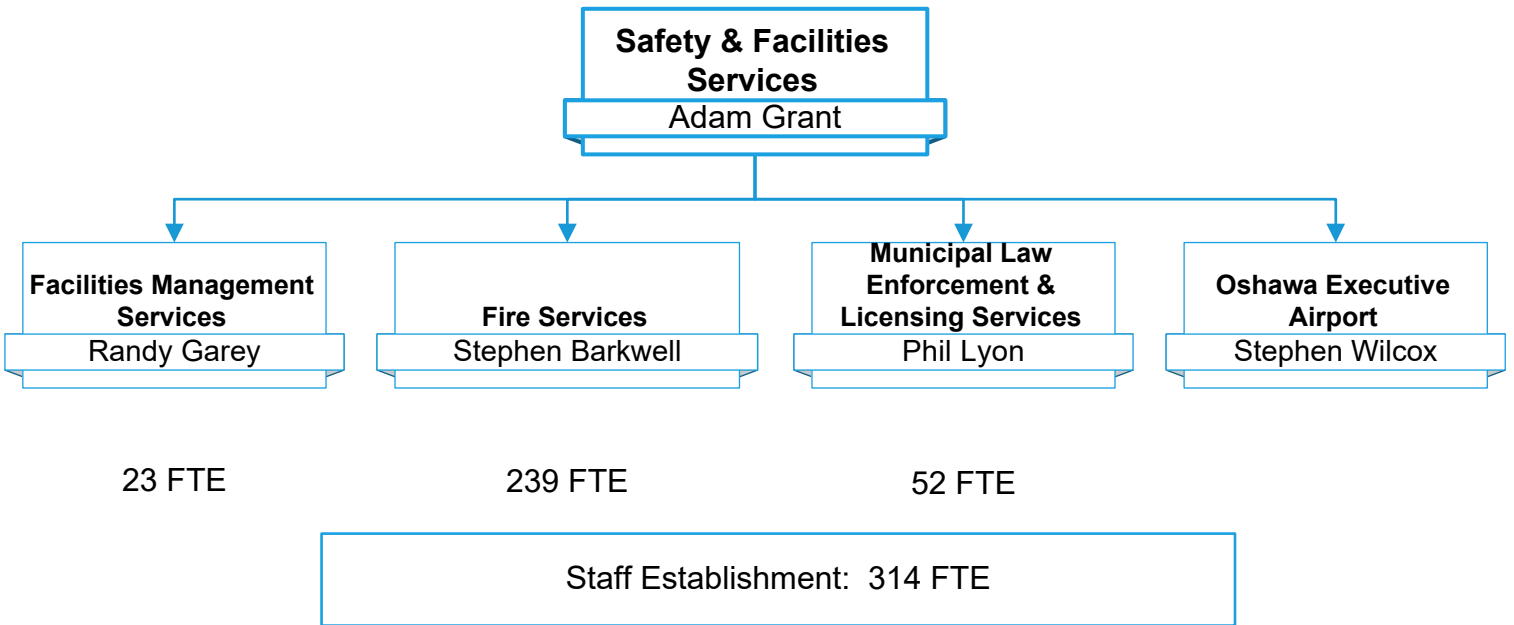 Safety & Facilities
Services
Adam Grant
Facilities Management
Services
Randy Garey
Fire Services
Stephen Barkwell
Municipal Law
Enforcement &
Licensing Services
Phil Lyon
Oshawa Executive
Airport
Stephen Wilcox
23 FTE
239 FTE
52 FTE
Staff Establishment: 314 FTE